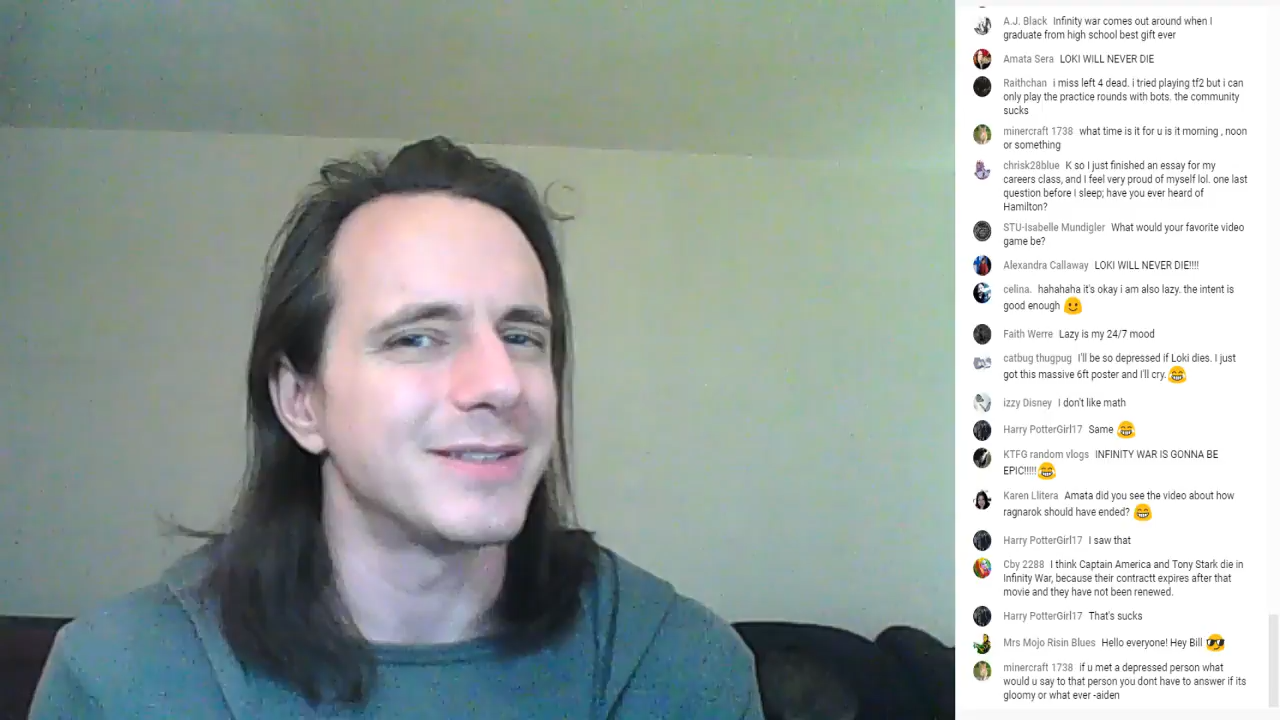 A.J. Black Infinity war comes out around when I
graduate from high school best gift ever
Amata Sera LOKI WILL NEVER DIE
Raithchan i miss left 4 dead. i tried playing tf2 but i can
only play the practice rounds with bots. the community
sucks
minercraft 1738 what time is it for u is it morning , noon
or something
chrisk28blue K so I just finished an essay for my
careers class, and I feel very proud of myself lol. one last
question before I sleep; have you ever heard of
Hamilton?
STU-Isabelle Mundigler What would your favorite video
game be?
Alexandra Callaway LOKI WILL NEVER DIE!!!!
celina. hahahaha it's okay i am also lazy. the intent is
good enough
Faith Werre Lazy is my 24/7 mood
catbug thugpug I'll be so depressed if Loki dies. I just
got this massive 6ft poster and I'll cry.
izzy Disney I don't like math
Harry PotterGirl17 Same
KTFG random vlogs INFINITY WAR IS GONNA BE
EPIC!!!!!
Karen Llitera Amata did you see the video about how
ragnarok should have ended?
Harry PotterGirl17 I saw that
Cby 2288 I think Captain America and Tony Stark die in
Infinity War, because their contractt expires after that
movie and they have not been renewed.
Harry PotterGirl17 That's sucks
Mrs Mojo Risin Blues Hello everyone! Hey Bill
minercraft 1738 if u met a depressed person what
would u say to that person you dont have to answer if its
gloomy or what ever -aiden